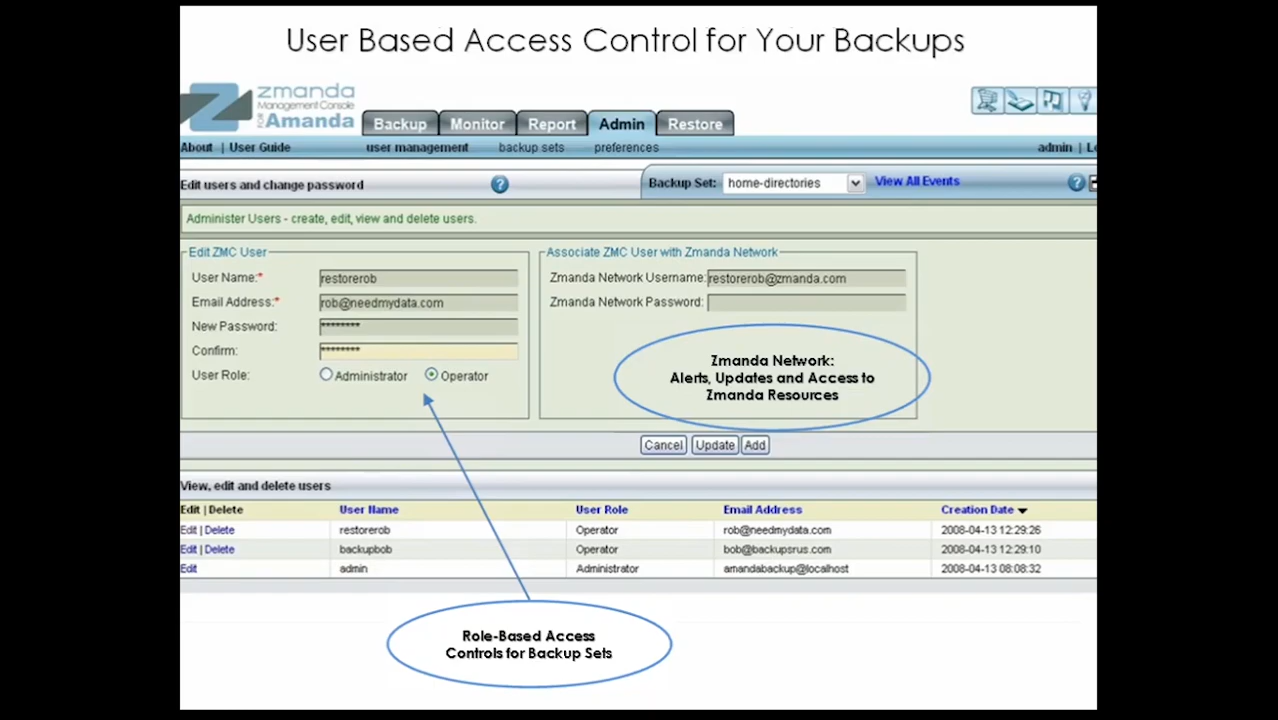 User Based Access Control for Your Backups
zmanda
Management Console
FOR Amanda
Backup Monitor Report Admin Restore
About | User Guide user management backup sets preferences admin |
Edit users and change password ? Backup Set: home-directories View All Events ?
Administer Users - create, edit, view and delete users.
Edit ZMC User
User Name:* restorerob
Email Address:* rob@needmydata.com
New Password: ********
Confirm: ********
User Role: Administrator Operator
Associate ZMC User with Zmanda Network
Zmanda Network Username: restorerob@zmanda.com
Zmanda Network Password:
Zmanda Network:
Alerts, Updates and Access to
Zmanda Resources
Cancel Update Add
View, edit and delete users
Edit | Delete User Name User Role Email Address Creation Date
Edit | Delete restorerob Operator rob@needmydata.com 2008-04-13 12:29:26
Edit | Delete backupbob Operator bob@backupsrus.com 2008-04-13 12:29:10
Edit admin Administrator amandabackup@localhost 2008-04-13 08:08:32
Role-Based Access
Controls for Backup Sets